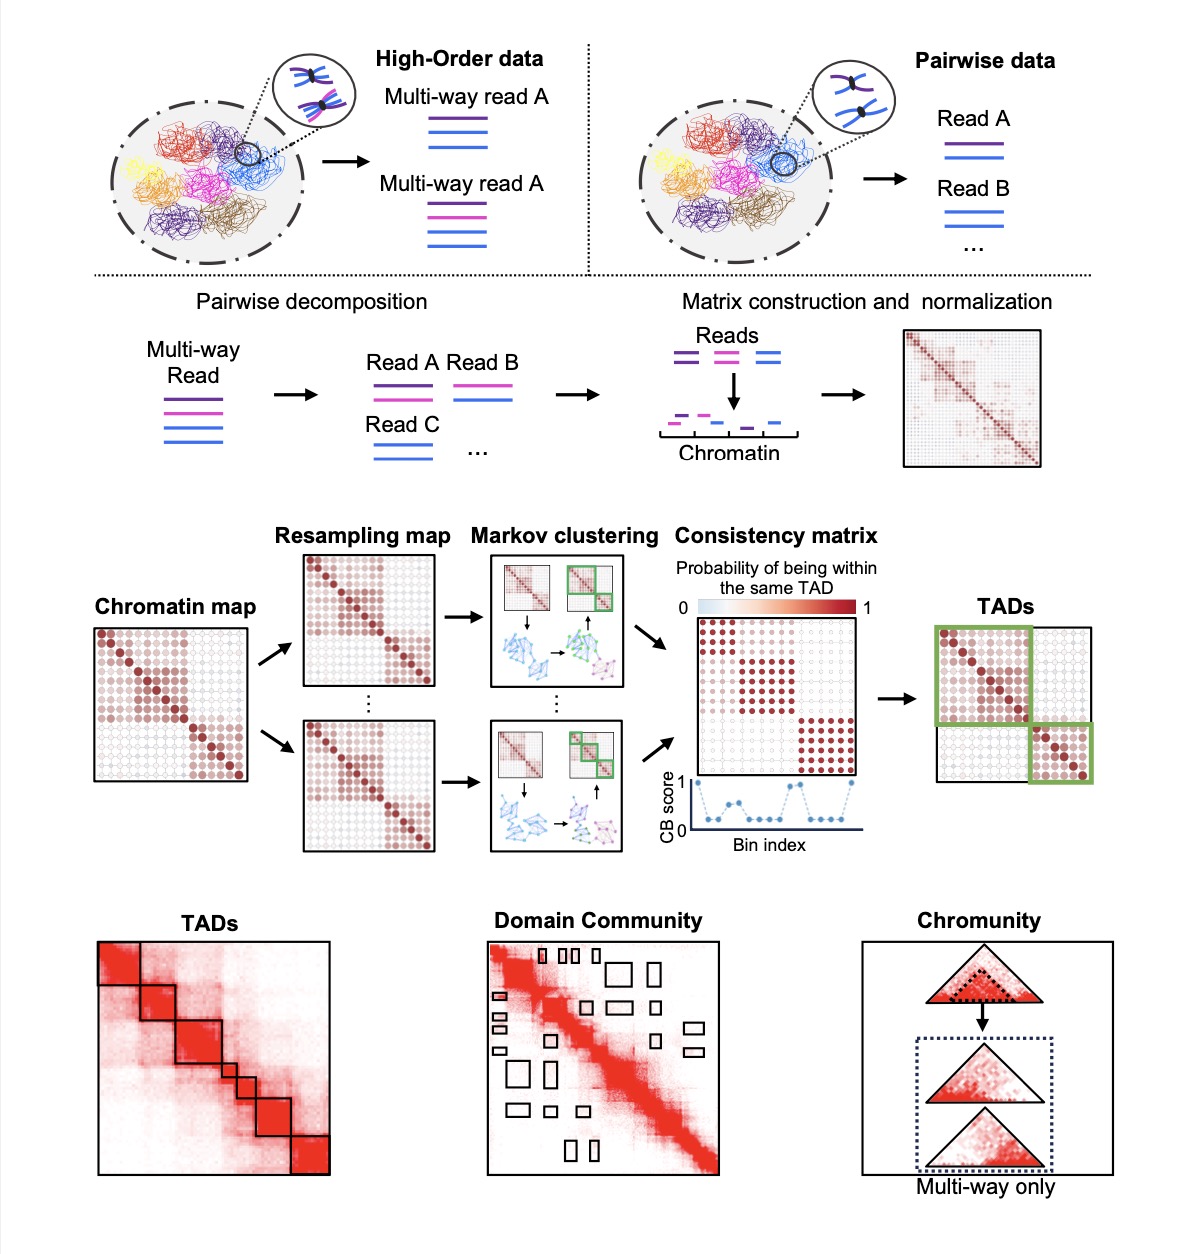 High-Order data
Multi-way read A
Multi-way read A
Pairwise data
Read A
Read B
...
Pairwise decomposition
Multi-way
Read
Read A Read B
Read C
...
Matrix construction and normalization
Reads
Chromatin
Chromatin map
Resampling map
Markov clustering
Consistency matrix
Probability of being within
the same TAD
0 1
TADs
CB score
1
0
Bin index
TADs
Domain Community
Chromunity
Multi-way only